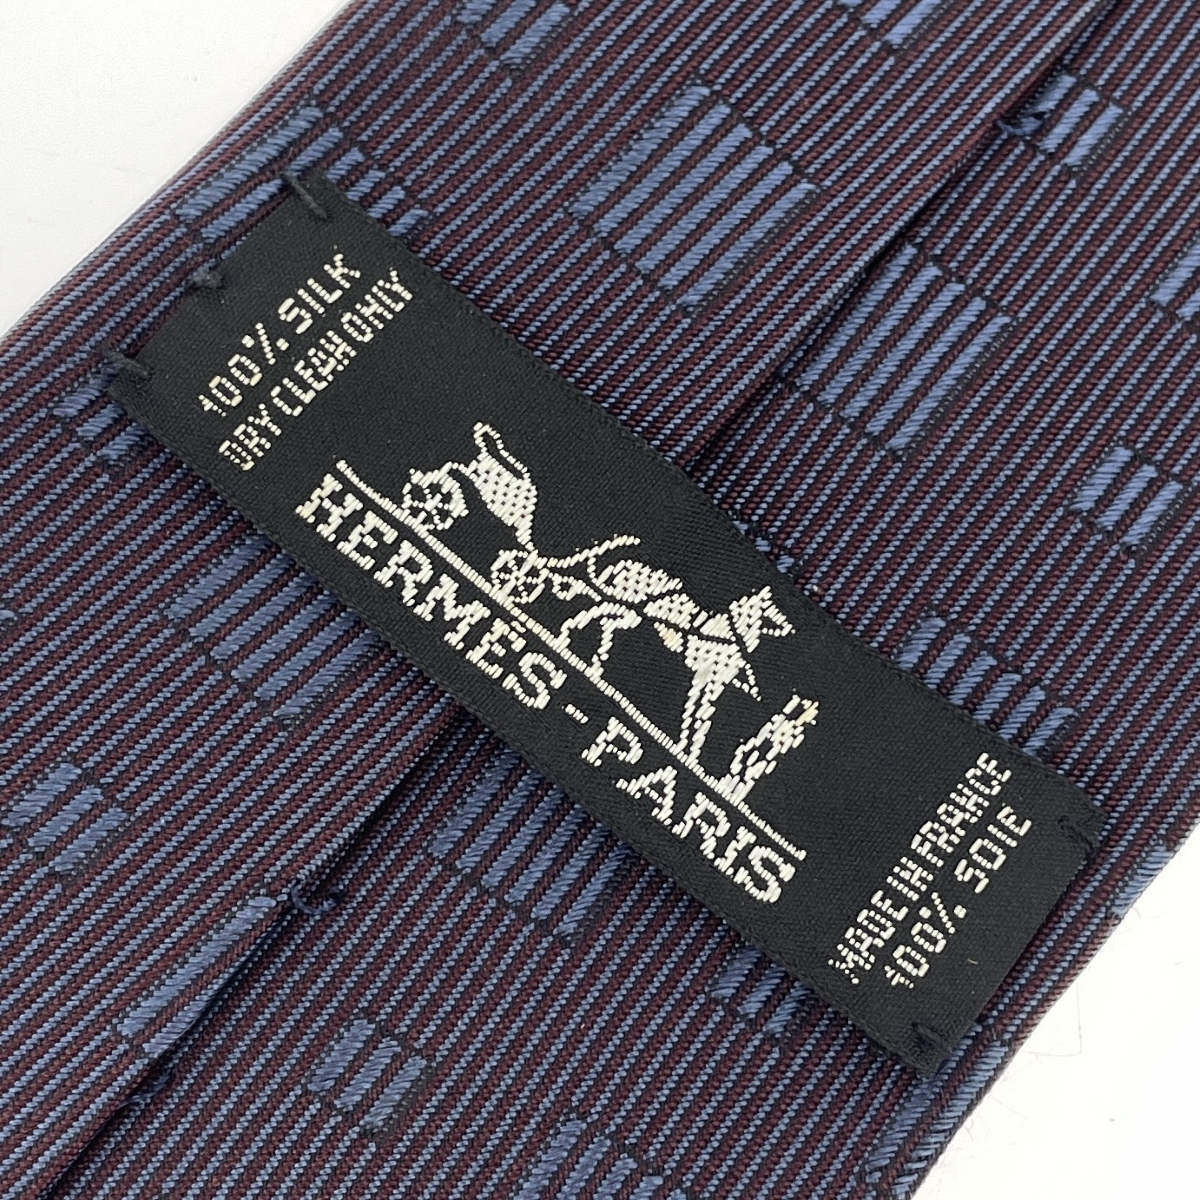 100% SILK
DRY CLEAN ONLY
HERMES-PARIS
MADE IN FRANCE
100% SOIE